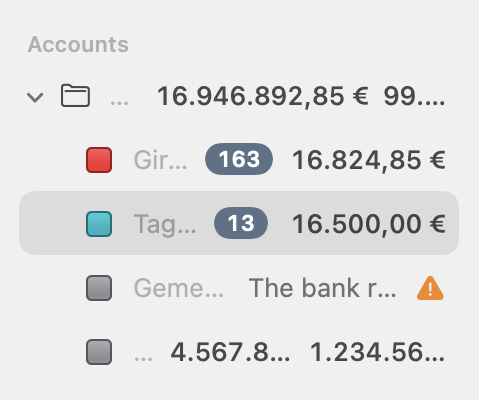 Accounts
... 16.946.892,85 € 99....
Gir... 163 16.824,85 €
Tag... 13 16.500,00 €
Geme... The bank r...
... 4.567.8... 1.234.56...